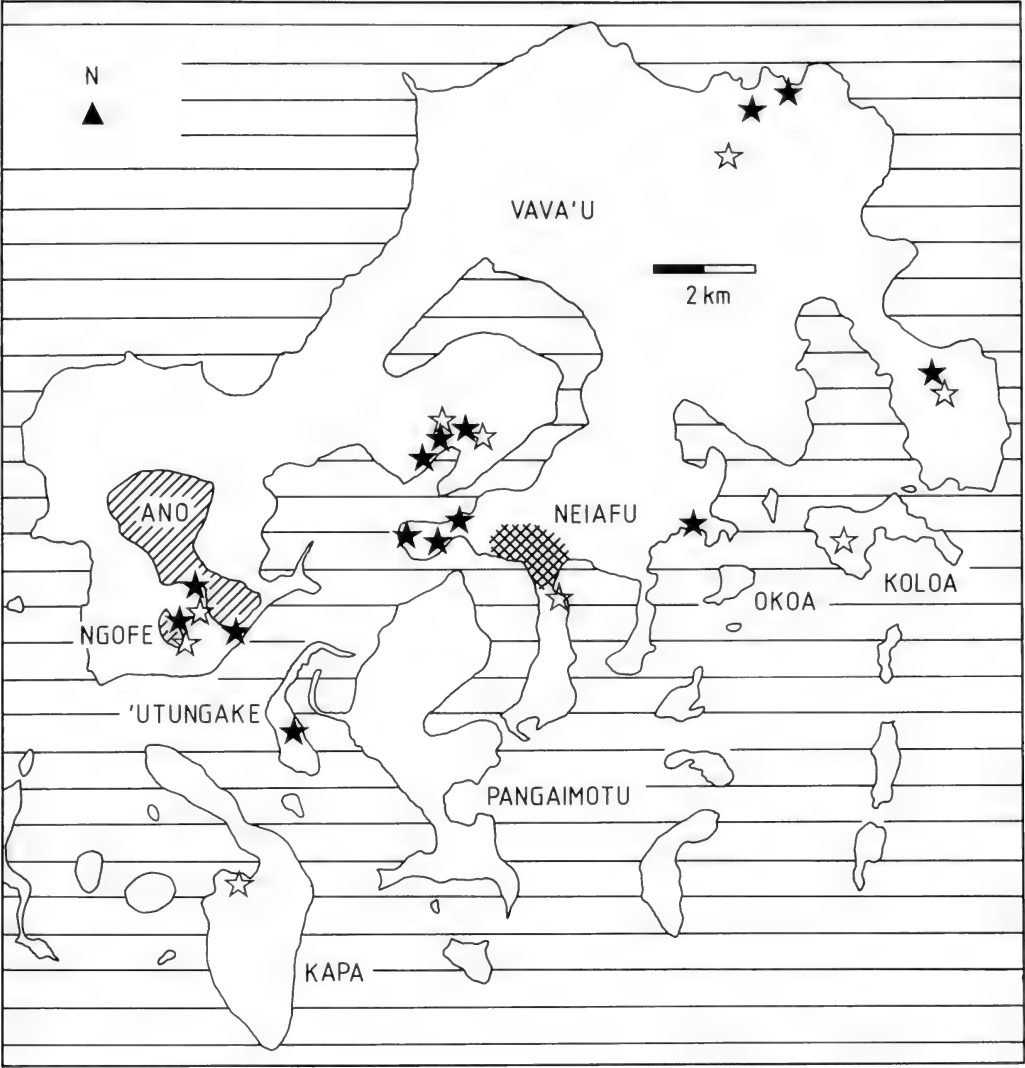 N
VAVA'U
2 km
ANO
NEIAFU
KOLOA
OKOA
NGOFE
'UTUNGAKE
PANGAIMOTU
KAPA